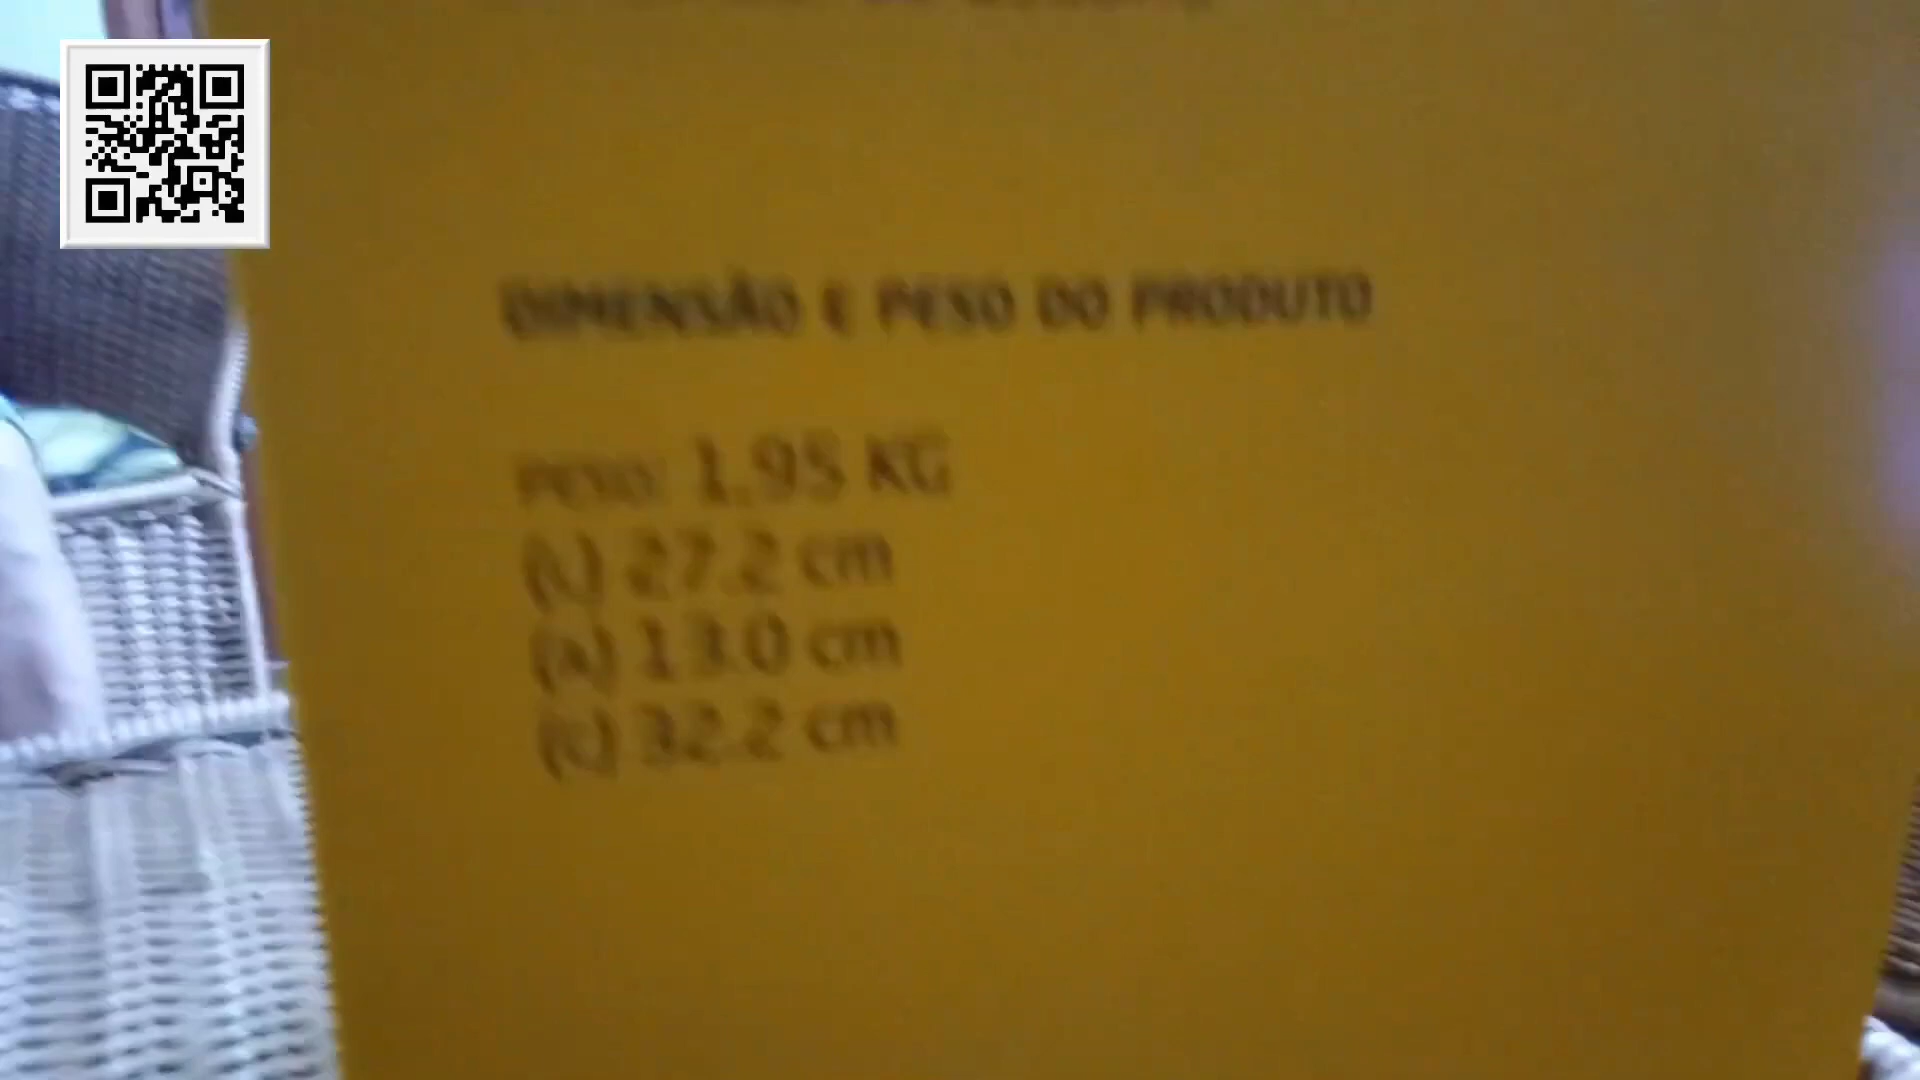 DIMENSÃO E PESO DO PRODUTO
PESO: 1.95 KG
(L) 27.2 cm
(A) 13.0 cm
(C) 32.2 cm